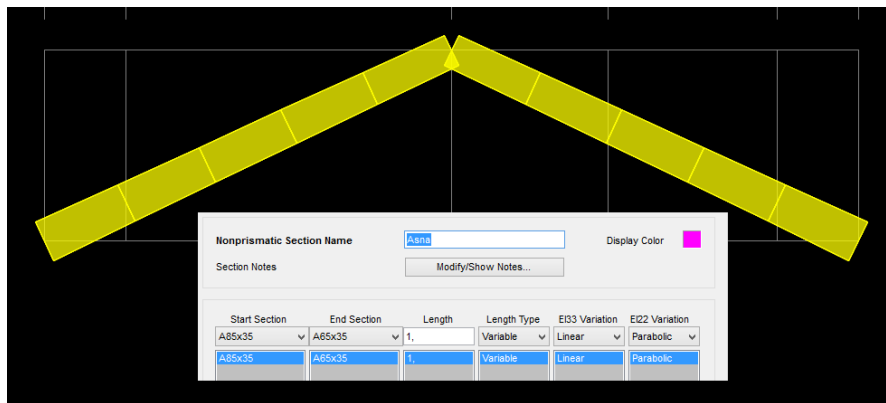 Nonprismatic Section Name Asna Display Color
Section Notes Modify/Show Notes...
Start Section End Section Length Length Type EI33 Variation EI22 Variation
A85x35 A65x35 1, Variable Linear Parabolic
A85x35 A65x35 1, Variable Linear Parabolic